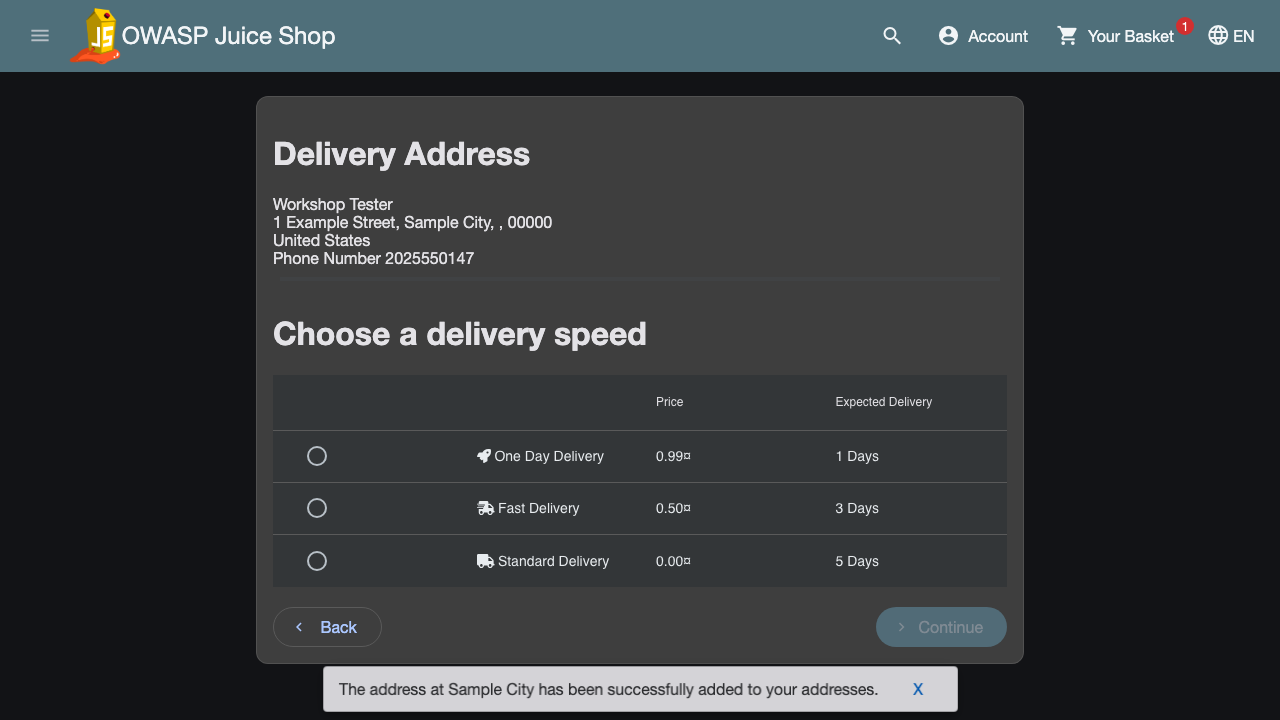 JS OWASP Juice Shop Account Your Basket 1 EN
Delivery Address
Workshop Tester
1 Example Street, Sample City, , 00000
United States
Phone Number 2025550147
Choose a delivery speed
Price Expected Delivery
One Day Delivery 0.99¤ 1 Days
Fast Delivery 0.50¤ 3 Days
Standard Delivery 0.00¤ 5 Days
Back Continue
The address at Sample City has been successfully added to your addresses. X